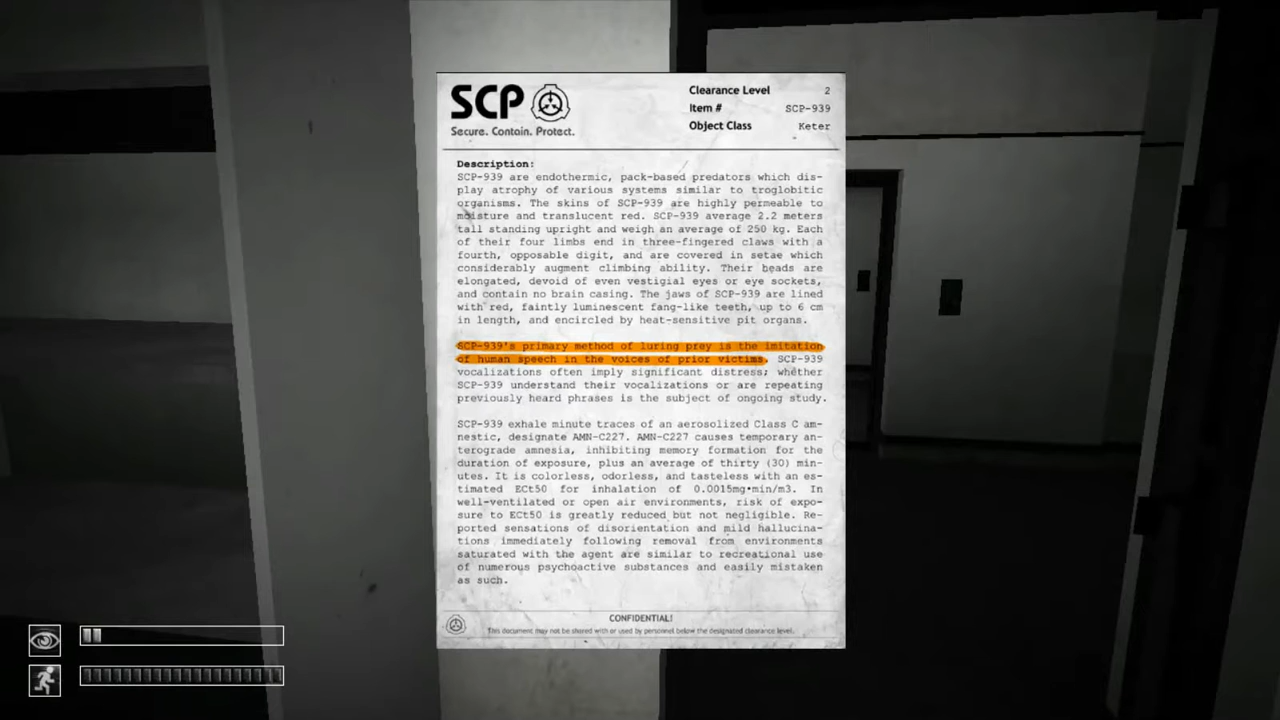 SCP
Secure. Contain. Protect.
Clearance Level 2
Item # SCP-939
Object Class Keter
Description:
SCP-939 are endothermic, pack-based predators which dis-
play atrophy of various systems similar to troglobitic
organisms. The skins of SCP-939 are highly permeable to
moisture and translucent red. SCP-939 average 2.2 meters
tall standing upright and weigh an average of 250 kg. Each
of their four limbs end in three-fingered claws with a
fourth, opposable digit, and are covered in setae which
considerably augment climbing ability. Their heads are
elongated, devoid of even vestigial eyes or eye sockets,
and contain no brain casing. The jaws of SCP-939 are lined
with red, faintly luminescent fang-like teeth, up to 6 cm
in length, and encircled by heat-sensitive pit organs.
SCP-939's primary method of luring prey is the imitation
of human speech in the voices of prior victims. SCP-939
vocalizations often imply significant distress; whether
SCP-939 understand their vocalizations or are repeating
previously heard phrases is the subject of ongoing study.
SCP-939 exhale minute traces of an aerosolized Class C am-
nestic, designate AMN-C227. AMN-C227 causes temporary an-
terograde amnesia, inhibiting memory formation for the
duration of exposure, plus an average of thirty (30) min-
utes. It is colorless, odorless, and tasteless with an es-
timated ECt50 for inhalation of 0.0015mg•min/m3. In
well-ventilated or open air environments, risk of expo-
sure to ECt50 is greatly reduced but not negligible. Re-
ported sensations of disorientation and mild hallucina-
tions immediately following removal from environments
saturated with the agent are similar to recreational use
of numerous psychoactive substances and easily mistaken
as such.
CONFIDENTIAL!
This document may not be shared with or used by personnel below the designated clearance level.